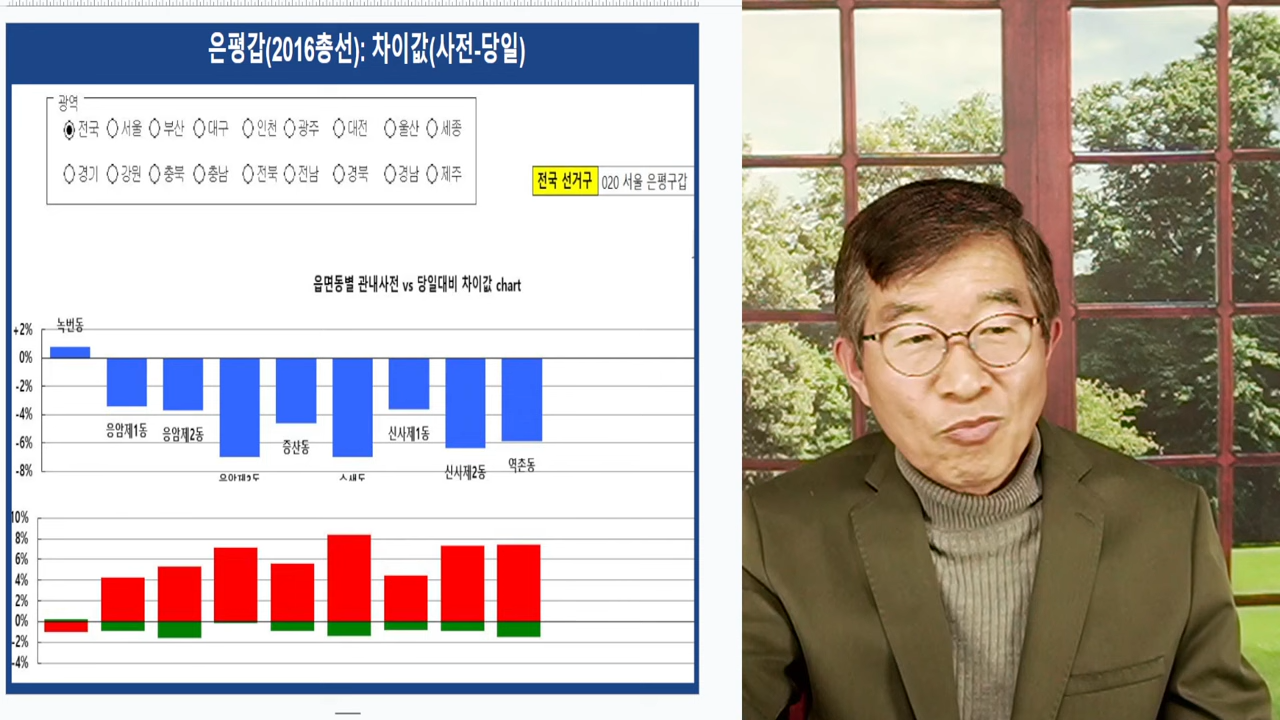 은평갑(2016총선): 차이값(사전-당일)
광역
전국 서울 부산 대구 인천 광주 대전 울산 세종
경기 강원 충북 충남 전북 전남 경북 경남 제주
전국 선거구 020 서울 은평구갑
읍면동별 관내사전 vs 당일대비 차이값 chart
+2%
0%
-2%
-4%
-6%
-8%
녹번동
응암제1동
응암제2동
증산동
신사제1동
신사제2동
역촌동
10%
8%
6%
4%
2%
0%
-2%
-4%